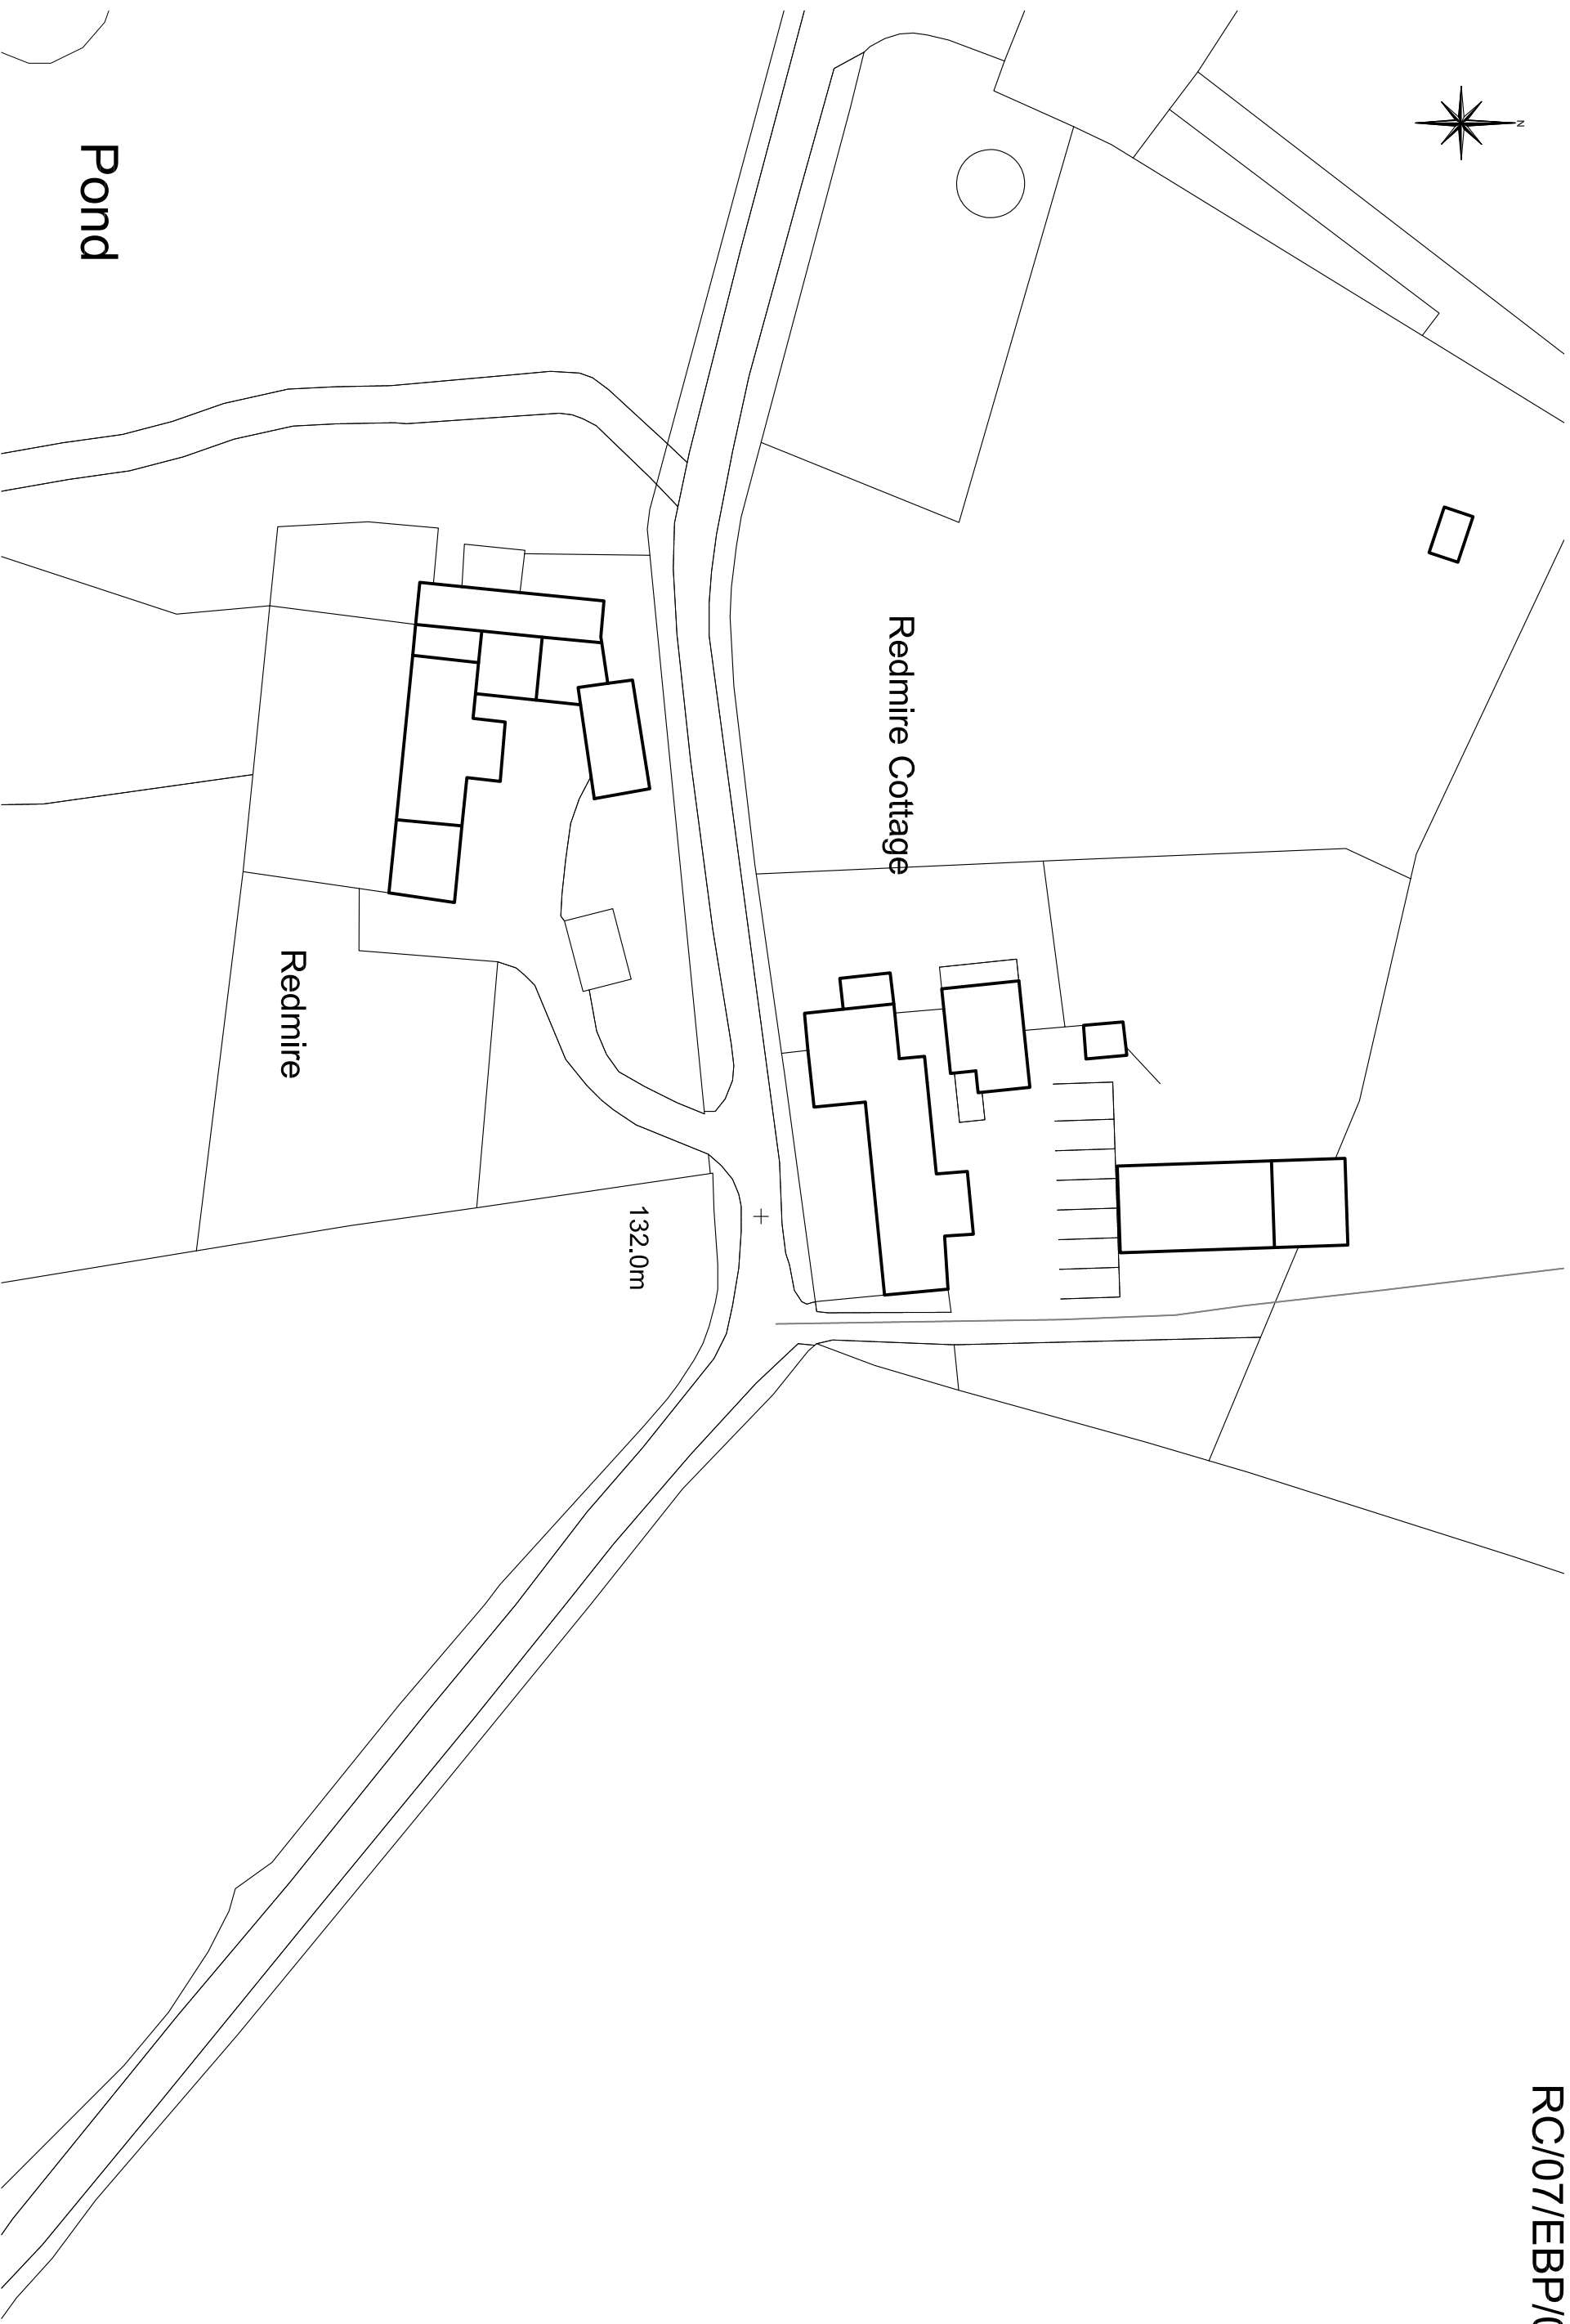 RC/07/EBP/0
N
Redmire Cottage
132.0m
Redmire
Pond